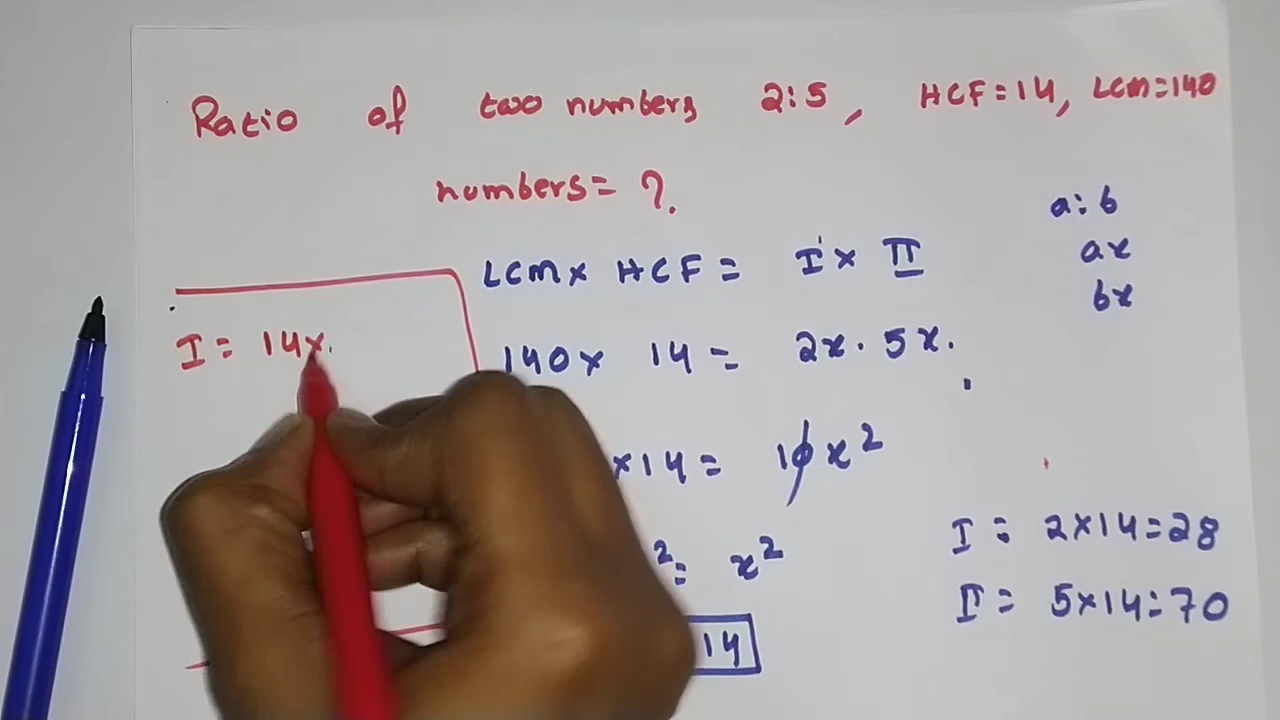 Ratio of two numbers 2:5, HCF=14, LCM=140
numbers= ?.
a:b
ax
bx
LCM× HCF= I × II
I= 14×
140× 14= 2x. 5x.
×14= 10x²
²= x²
14
I = 2×14=28
II= 5×14=70